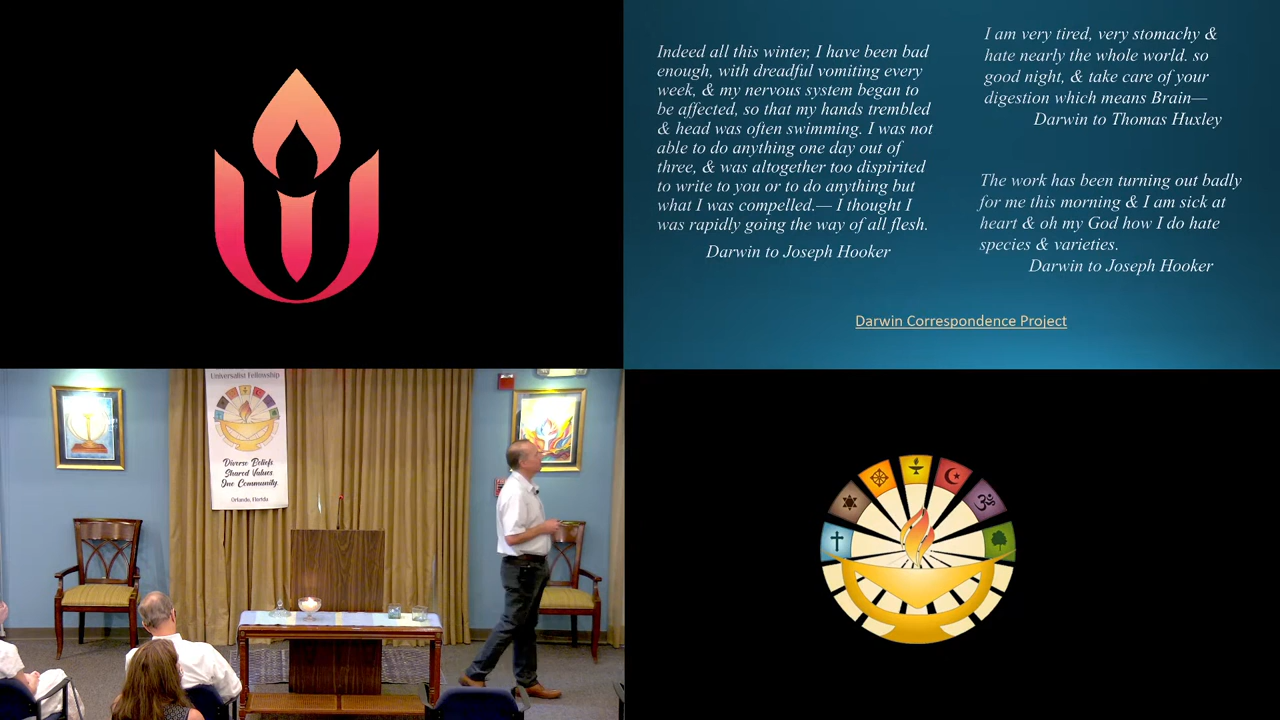 Indeed all this winter, I have been bad
enough, with dreadful vomiting every
week, & my nervous system began to
be affected, so that my hands trembled
& head was often swimming. I was not
able to do anything one day out of
three, & was altogether too dispirited
to write to you or to do anything but
what I was compelled.— I thought I
was rapidly going the way of all flesh.
Darwin to Joseph Hooker
I am very tired, very stomachy &
hate nearly the whole world. so
good night, & take care of your
digestion which means Brain—
Darwin to Thomas Huxley
The work has been turning out badly
for me this morning & I am sick at
heart & oh my God how I do hate
species & varieties.
Darwin to Joseph Hooker
Darwin Correspondence Project
Universalist Fellowship
Diverse Beliefs
Shared Values
One Community
Orlando, Florida